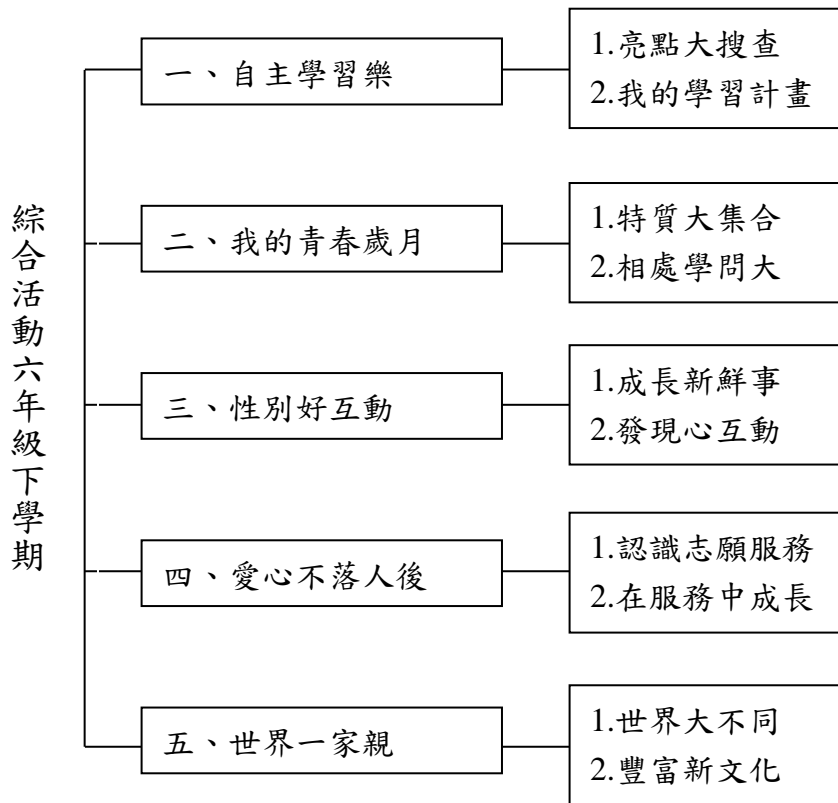 綜合活動六年級下學期
一、自主學習樂
1.亮點大搜查
2.我的學習計畫
二、我的青春歲月
1.特質大集合
2.相處學問大
三、性別好互動
1.成長新鮮事
2.發現心互動
四、愛心不落人後
1.認識志願服務
2.在服務中成長
五、世界一家親
1.世界大不同
2.豐富新文化